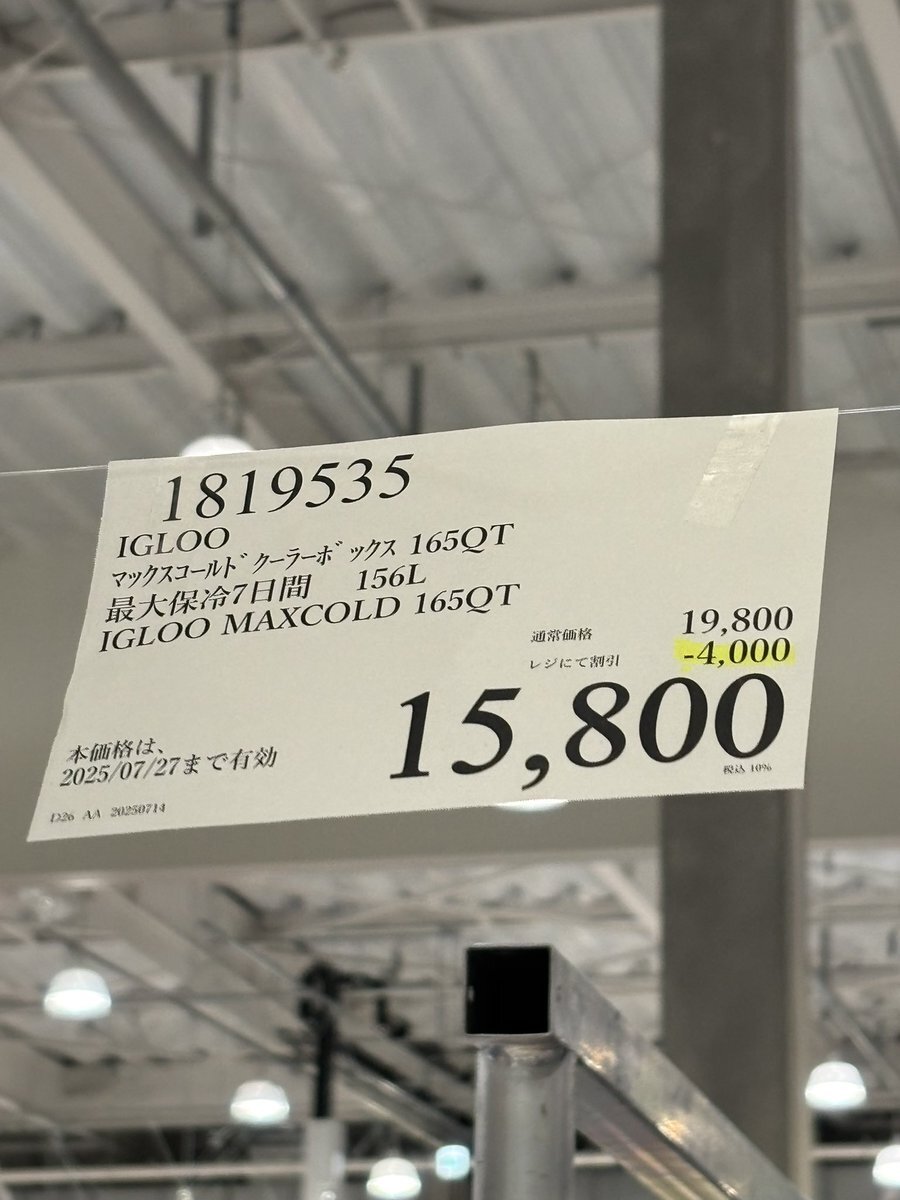 1819535
IGLOO
マックスコールドクーラーボックス 165QT
最大保冷7日間 156L
IGLOO MAXCOLD 165QT
通常価格 19,800
レジにて割引 -4,000
15,800
税込 10%
本価格は、
2025/07/27まで有効
D26 AA 20250714